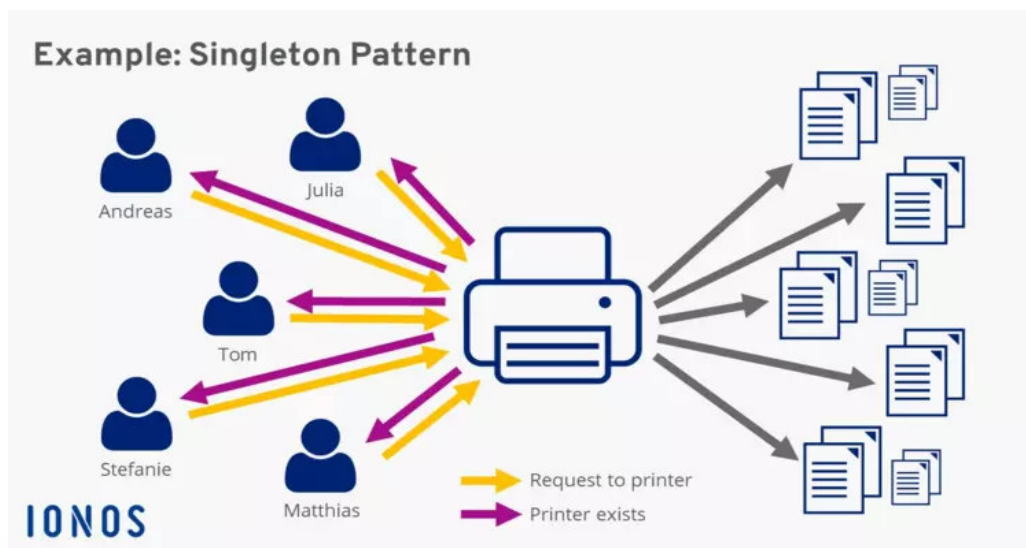 Example: Singleton Pattern
Julia
Andreas
Tom
Stefanie
Matthias
Request to printer
Printer exists
IONOS